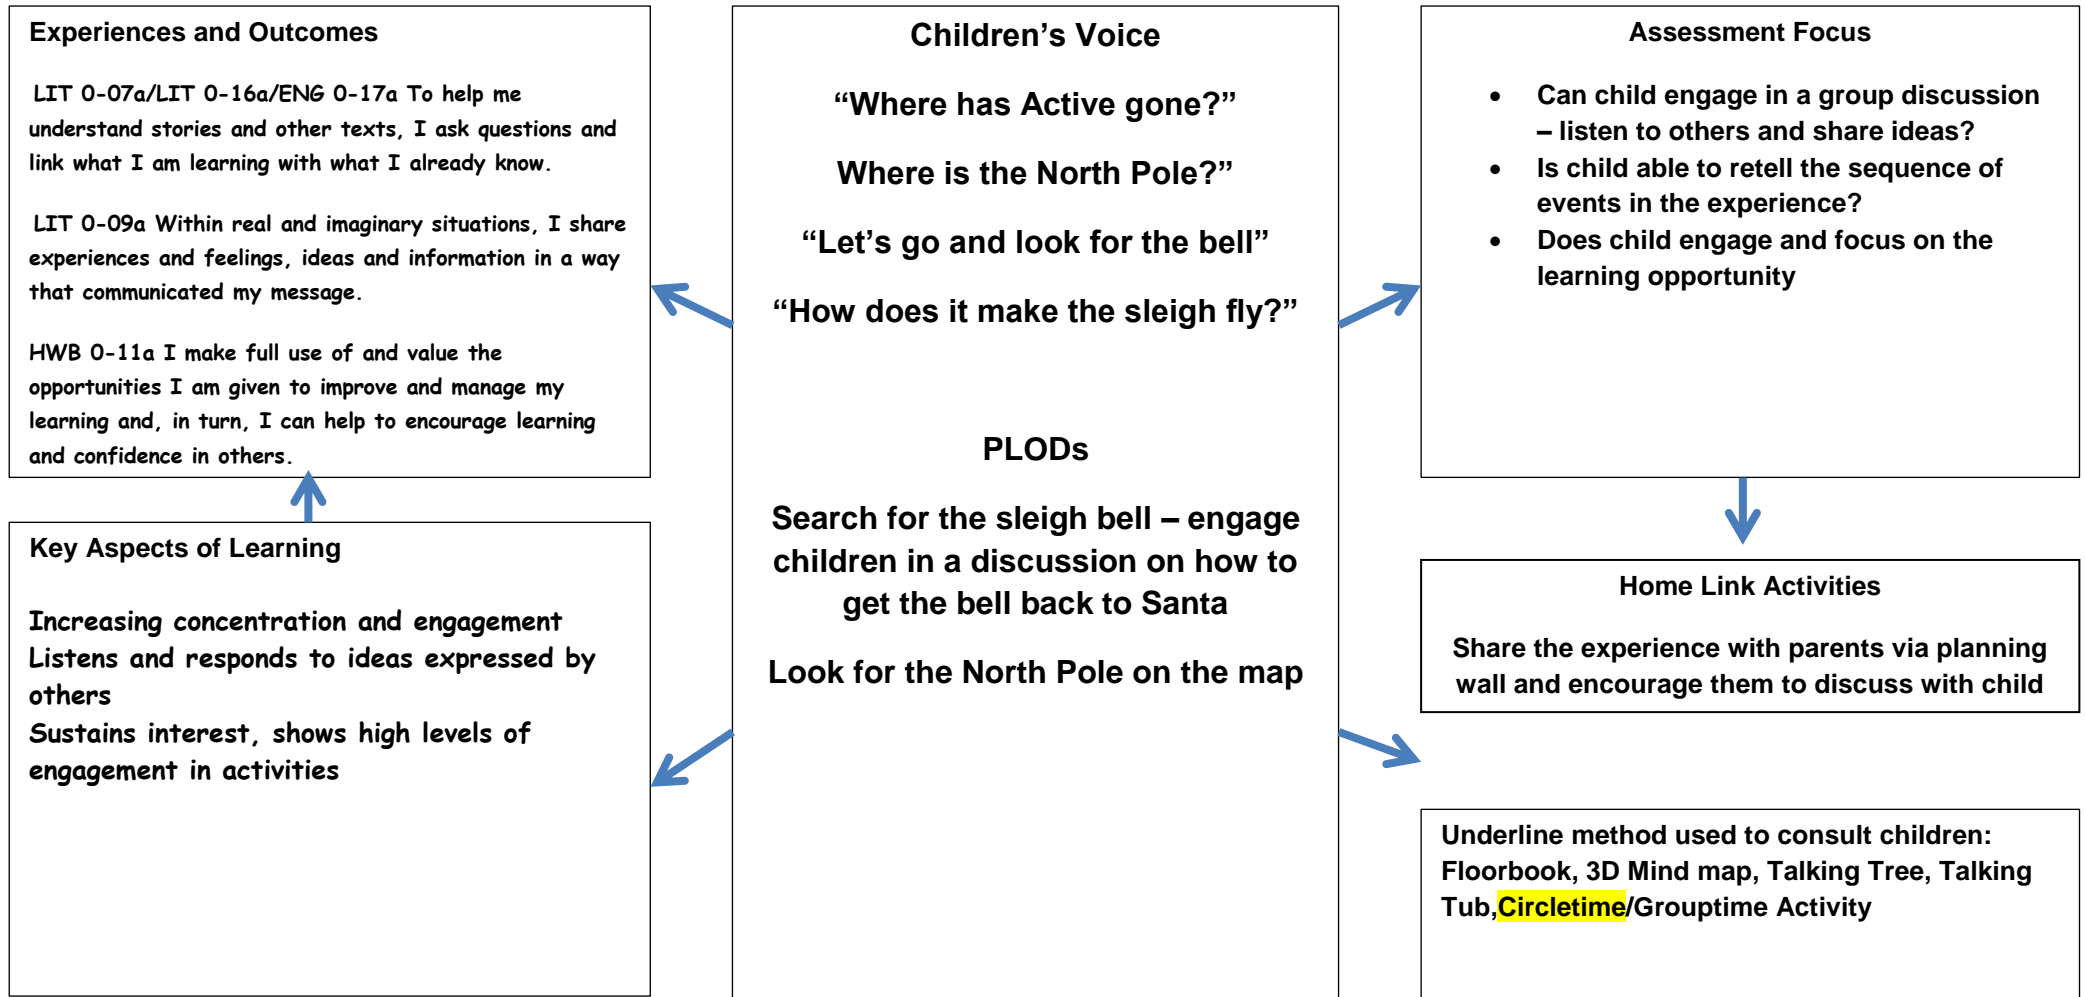 Experiences and Outcomes
LIT 0-07a/LIT 0-16a/ENG 0-17a To help me
understand stories and other texts, I ask questions and
link what I am learning with what I already know.
LIT 0-09a Within real and imaginary situations, I share
experiences and feelings, ideas and information in a way
that communicated my message.
HWB 0-11a I make full use of and value the
opportunities I am given to improve and manage my
learning and, in turn, I can help to encourage learning
and confidence in others.
Key Aspects of Learning
Increasing concentration and engagement
Listens and responds to ideas expressed by
others
Sustains interest, shows high levels of
engagement in activities
Children’s Voice
“Where has Active gone?”
Where is the North Pole?”
“Let’s go and look for the bell”
“How does it make the sleigh fly?”
PLODs
Search for the sleigh bell – engage
children in a discussion on how to
get the bell back to Santa
Look for the North Pole on the map
Assessment Focus
• Can child engage in a group discussion
– listen to others and share ideas?
• Is child able to retell the sequence of
events in the experience?
• Does child engage and focus on the
learning opportunity
Home Link Activities
Share the experience with parents via planning
wall and encourage them to discuss with child
Underline method used to consult children:
Floorbook, 3D Mind map, Talking Tree, Talking
Tub,Circletime/Grouptime Activity